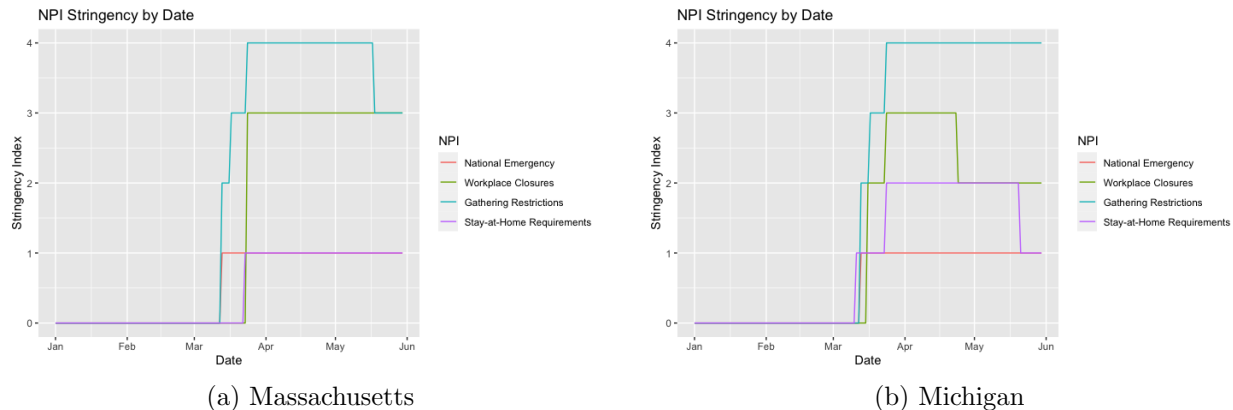 NPI Stringency by Date
4
3
2
1
0
Stringency Index
Jan
Feb
Mar
Apr
May
Jun
Date
NPI
National Emergency
Workplace Closures
Gathering Restrictions
Stay-at-Home Requirements
(a) Massachusetts
NPI Stringency by Date
4
3
2
1
0
Stringency Index
Jan
Feb
Mar
Apr
May
Jun
Date
NPI
National Emergency
Workplace Closures
Gathering Restrictions
Stay-at-Home Requirements
(b) Michigan